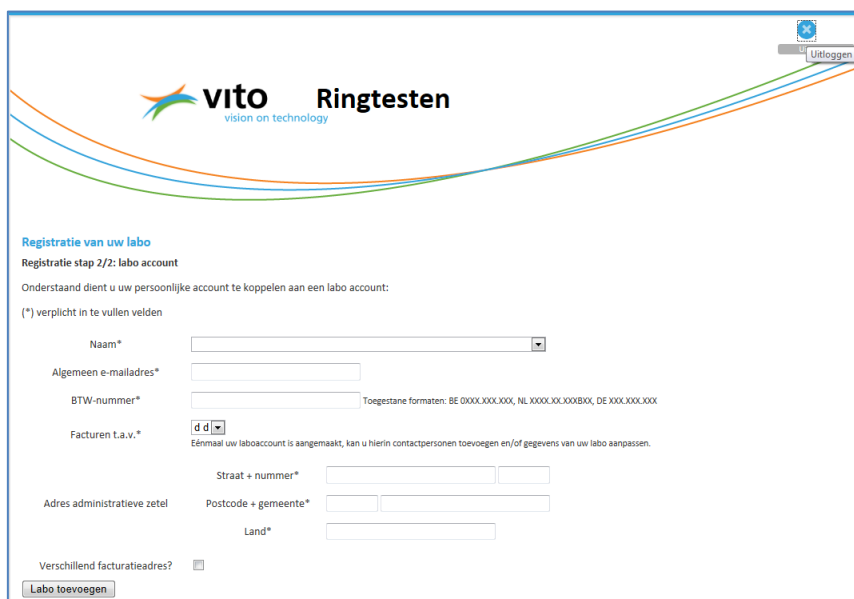 Uitloggen
vito Ringtesten
vision on technology
Registratie van uw labo
Registratie stap 2/2: labo account
Onderstaand dient u uw persoonlijke account te koppelen aan een labo account:
(*) verplicht in te vullen velden
Naam*
Algemeen e-mailadres*
BTW-nummer* Toegestane formaten: BE 0XXX.XXX.XXX, NL XXXX.XX.XXXBXX, DE XXX.XXX.XXX
Facturen t.a.v.* d d
Eénmaal uw laboaccount is aangemaakt, kan u hierin contactpersonen toevoegen en/of gegevens van uw labo aanpassen.
Straat + nummer*
Adres administratieve zetel Postcode + gemeente*
Land*
Verschillend facturatieadres?
Labo toevoegen